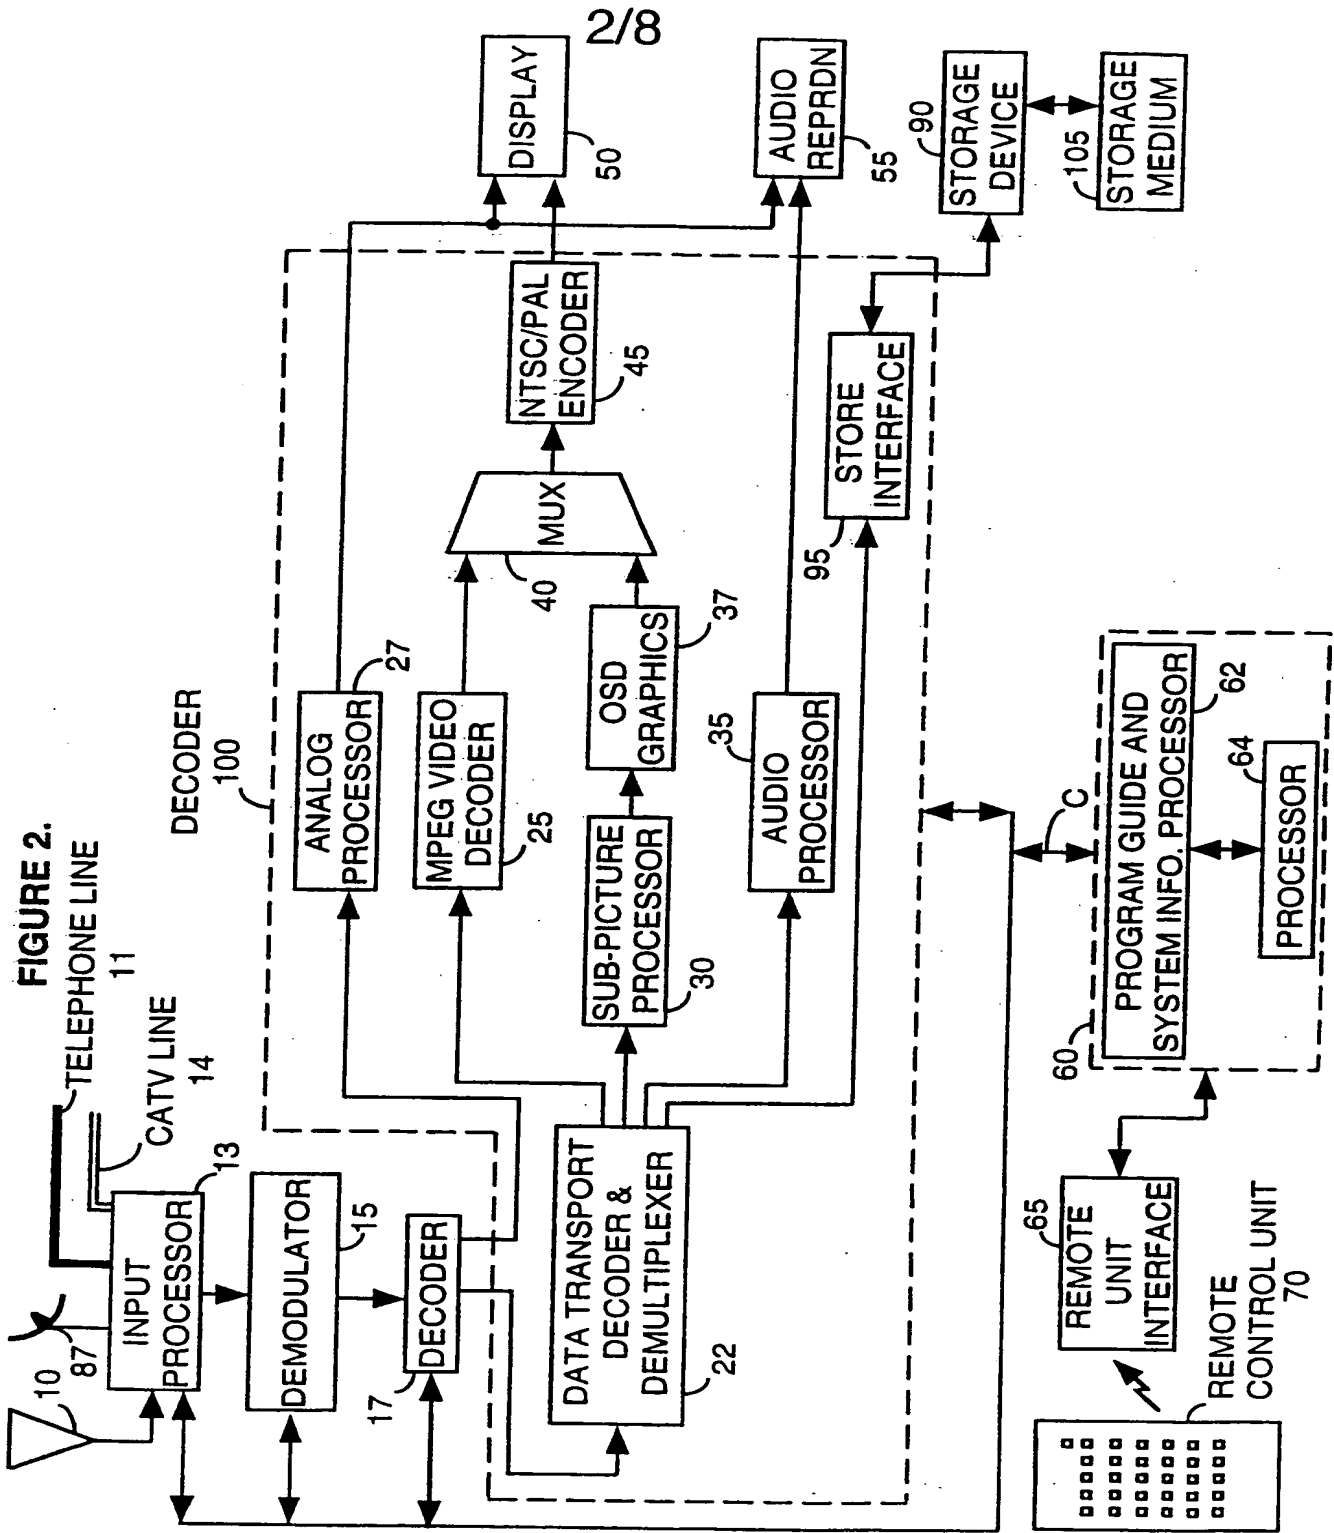 2/8
FIGURE 2.
TELEPHONE LINE
11
CATV LINE
14
10
87
INPUT
PROCESSOR
13
DEMODULATOR
15
DECODER
17
DECODER
100
DATA TRANSPORT
DECODER &
DEMULTIPLEXER
22
ANALOG
PROCESSOR
27
MPEG VIDEO
DECODER
25
SUB-PICTURE
PROCESSOR
30
OSD
GRAPHICS
37
AUDIO
PROCESSOR
35
MUX
40
NTSC/PAL
ENCODER
45
DISPLAY
50
AUDIO
REPRDN
55
STORE
INTERFACE
95
STORAGE
DEVICE
90
STORAGE
MEDIUM
105
C
60
PROGRAM GUIDE AND
SYSTEM INFO. PROCESSOR
62
PROCESSOR
64
REMOTE
UNIT
INTERFACE
65
REMOTE
CONTROL UNIT
70